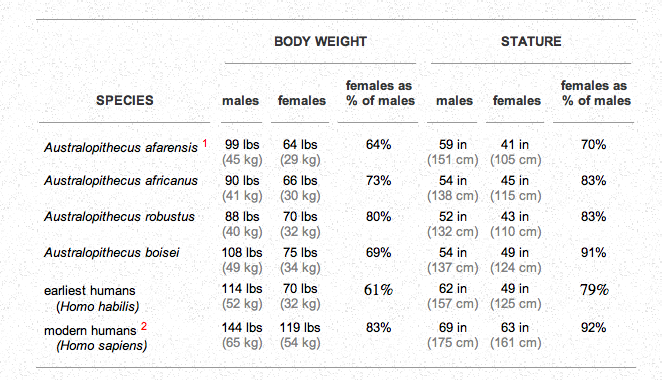 BODY WEIGHT STATURE
SPECIES males females females as % of males males females females as % of males
Australopithecus afarensis 1 99 lbs 64 lbs 64% 59 in 41 in 70%
(45 kg) (29 kg) (151 cm) (105 cm)
Australopithecus africanus 90 lbs 66 lbs 73% 54 in 45 in 83%
(41 kg) (30 kg) (138 cm) (115 cm)
Australopithecus robustus 88 lbs 70 lbs 80% 52 in 43 in 83%
(40 kg) (32 kg) (132 cm) (110 cm)
Australopithecus boisei 108 lbs 75 lbs 69% 54 in 49 in 91%
(49 kg) (34 kg) (137 cm) (124 cm)
earliest humans 114 lbs 70 lbs 61% 62 in 49 in 79%
(Homo habilis) (52 kg) (32 kg) (157 cm) (125 cm)
modern humans 2 144 lbs 119 lbs 83% 69 in 63 in 92%
(Homo sapiens) (65 kg) (54 kg) (175 cm) (161 cm)